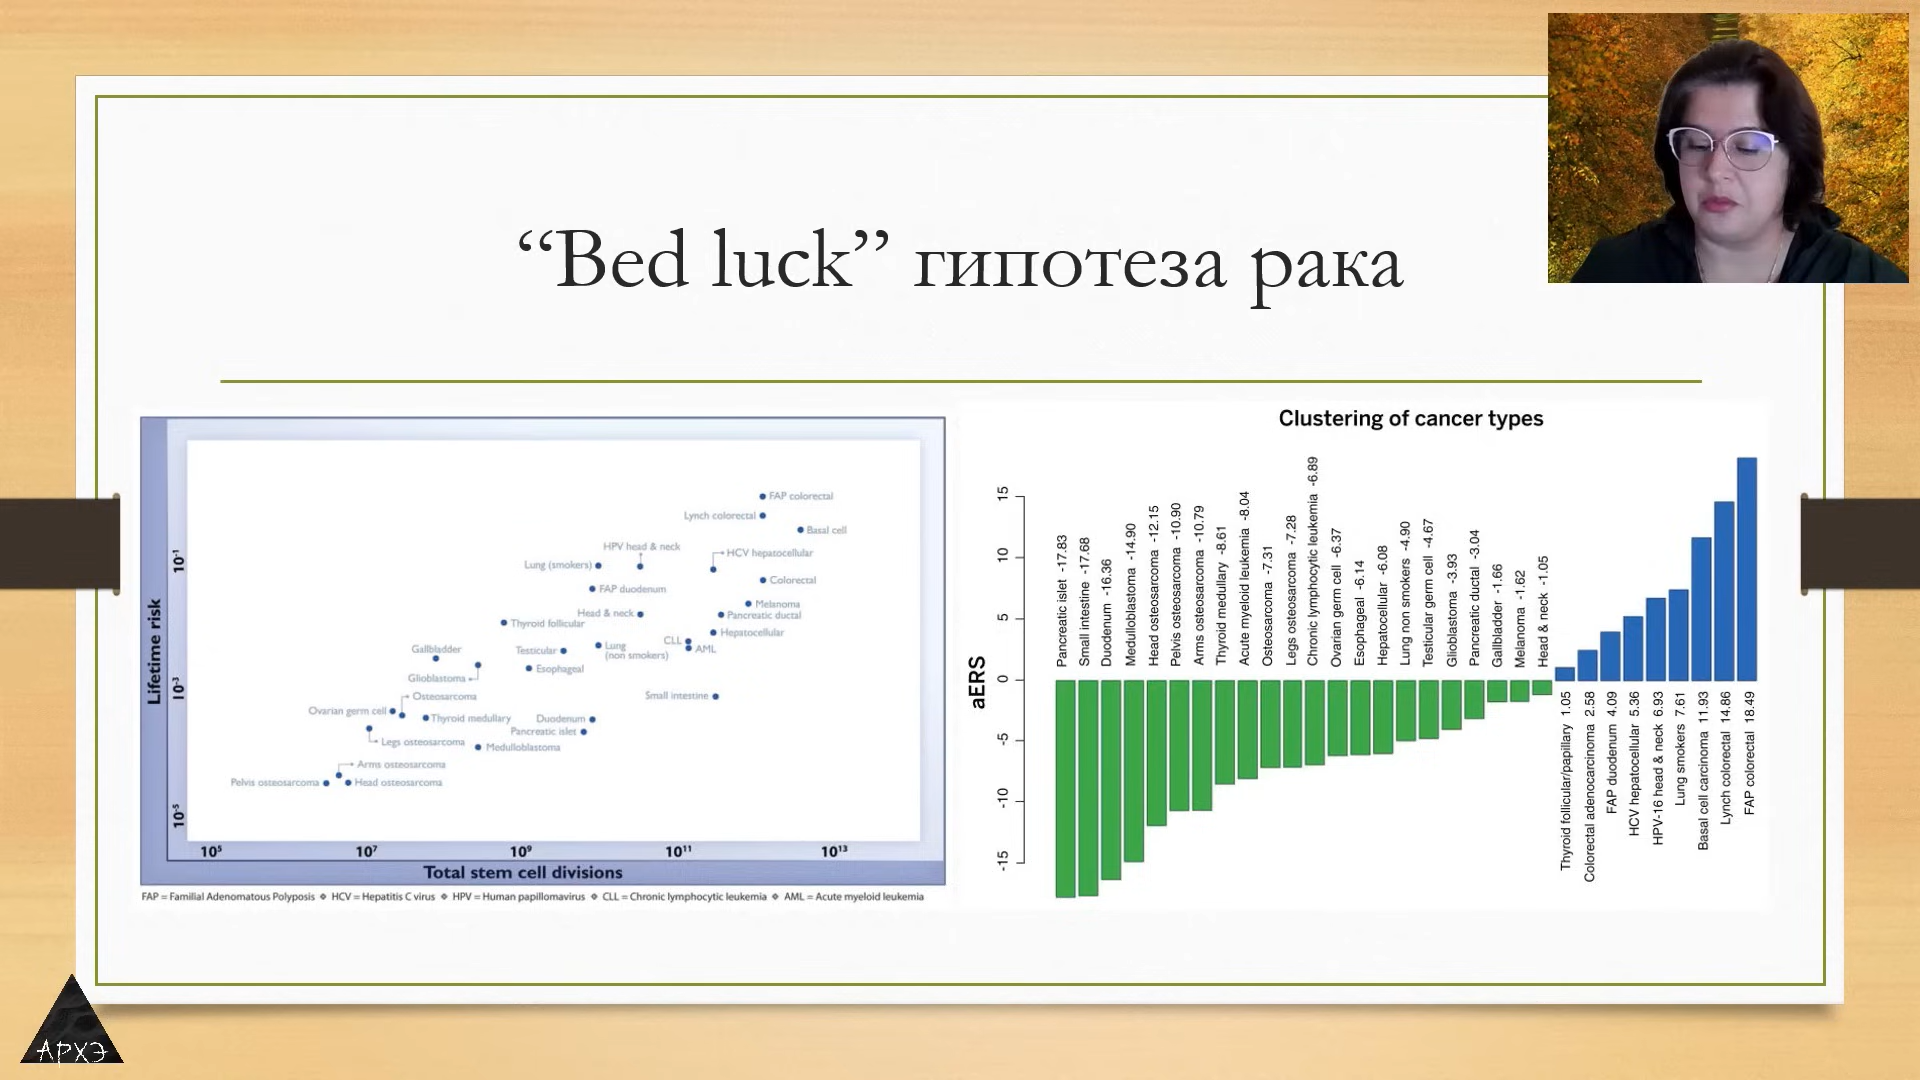 “Bed luck” гипотеза рака
Lifetime risk
10⁻¹
10⁻³
10⁻⁵
FAP colorectal
Lynch colorectal
Basal cell
HPV head & neck
HCV hepatocellular
Lung (smokers)
Colorectal
FAP duodenum
Melanoma
Head & neck
Pancreatic ductal
Thyroid follicular
Hepatocellular
CLL
AML
Gallbladder
Testicular
Lung
(non smokers)
Esophageal
Glioblastoma
Osteosarcoma
Small intestine
Ovarian germ cell
Thyroid medullary
Duodenum
Pancreatic islet
Legs osteosarcoma
Medulloblastoma
Arms osteosarcoma
Pelvis osteosarcoma
Head osteosarcoma
10⁵ 10⁷ 10⁹ 10¹¹ 10¹³
Total stem cell divisions
FAP = Familial Adenomatous Polyposis ❖ HCV = Hepatitis C virus ❖ HPV = Human papillomavirus ❖ CLL = Chronic lymphocytic leukemia ❖ AML = Acute myeloid leukemia
Clustering of cancer types
aERS
15
10
5
0
-5
-10
-15
Pancreatic islet -17.83
Small intestine -17.68
Duodenum -16.36
Medulloblastoma -14.90
Head osteosarcoma -12.15
Pelvis osteosarcoma -10.90
Arms osteosarcoma -10.79
Thyroid medullary -8.61
Acute myeloid leukemia -8.04
Osteosarcoma -7.31
Legs osteosarcoma -7.28
Chronic lymphocytic leukemia -6.89
Ovarian germ cell -6.37
Esophageal -6.14
Hepatocellular -6.08
Lung non smokers -4.90
Testicular germ cell -4.67
Glioblastoma -3.93
Pancreatic ductal -3.04
Gallbladder -1.66
Melanoma -1.62
Head & neck -1.05
Thyroid follicular/papillary 1.05
Colorectal adenocarcinoma 2.58
FAP duodenum 4.09
HCV hepatocellular 5.36
HPV-16 head & neck 6.93
Lung smokers 7.61
Basal cell carcinoma 11.93
Lynch colorectal 14.86
FAP colorectal 18.49
АРХЭ